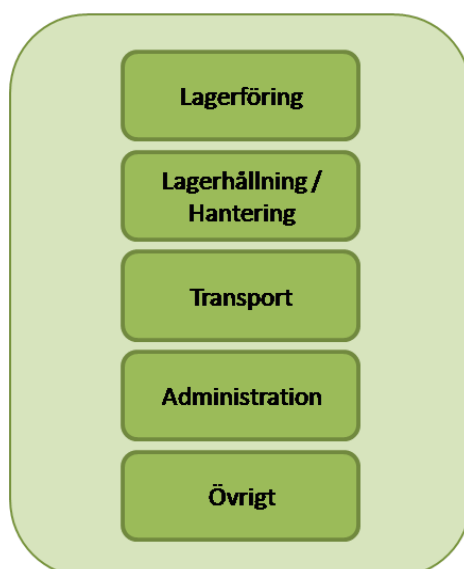 Lagerföring
Lagerhållning /
Hantering
Transport
Administration
Övrigt